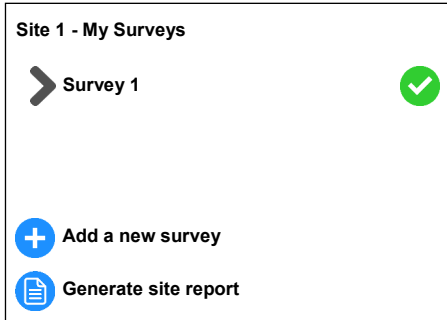 Site 1 - My Surveys
Survey 1
Add a new survey
Generate site report